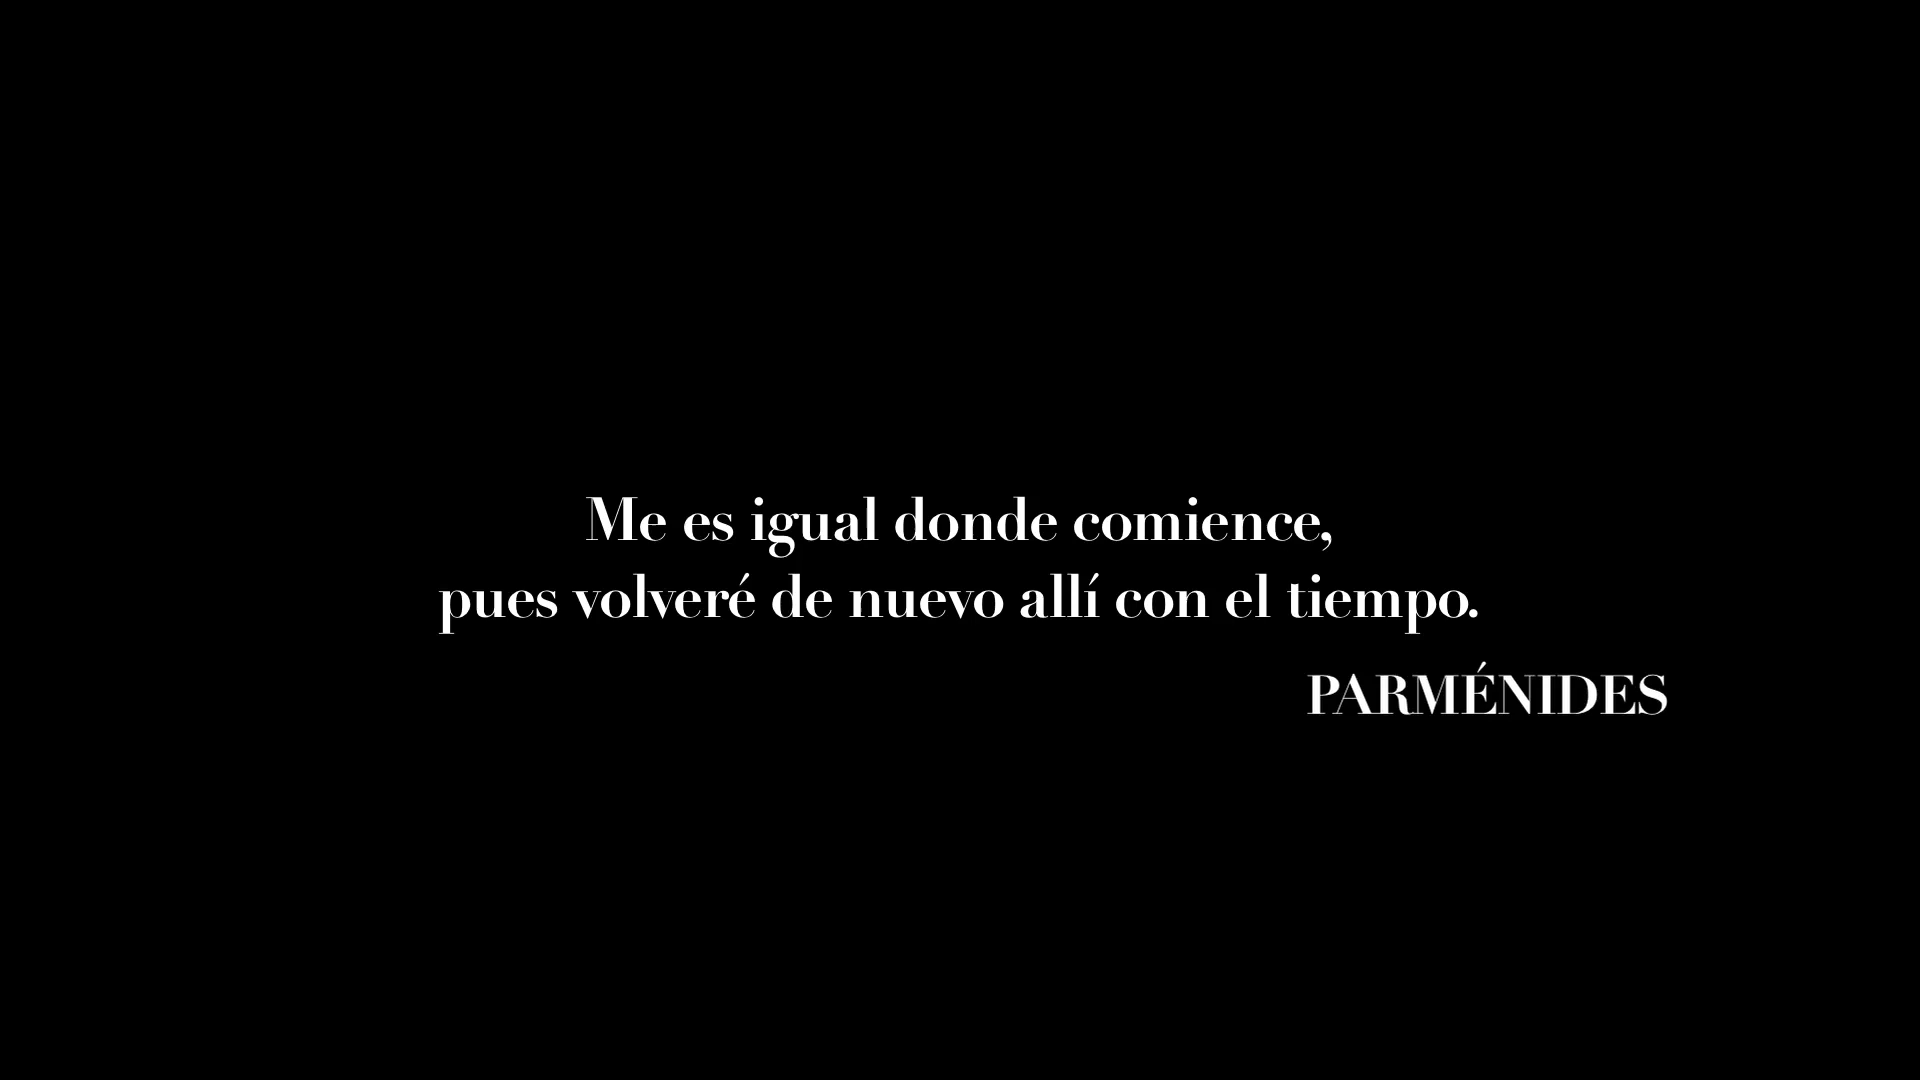 Me es igual donde comience,
pues volveré de nuevo allí con el tiempo.
PARMÉNIDES